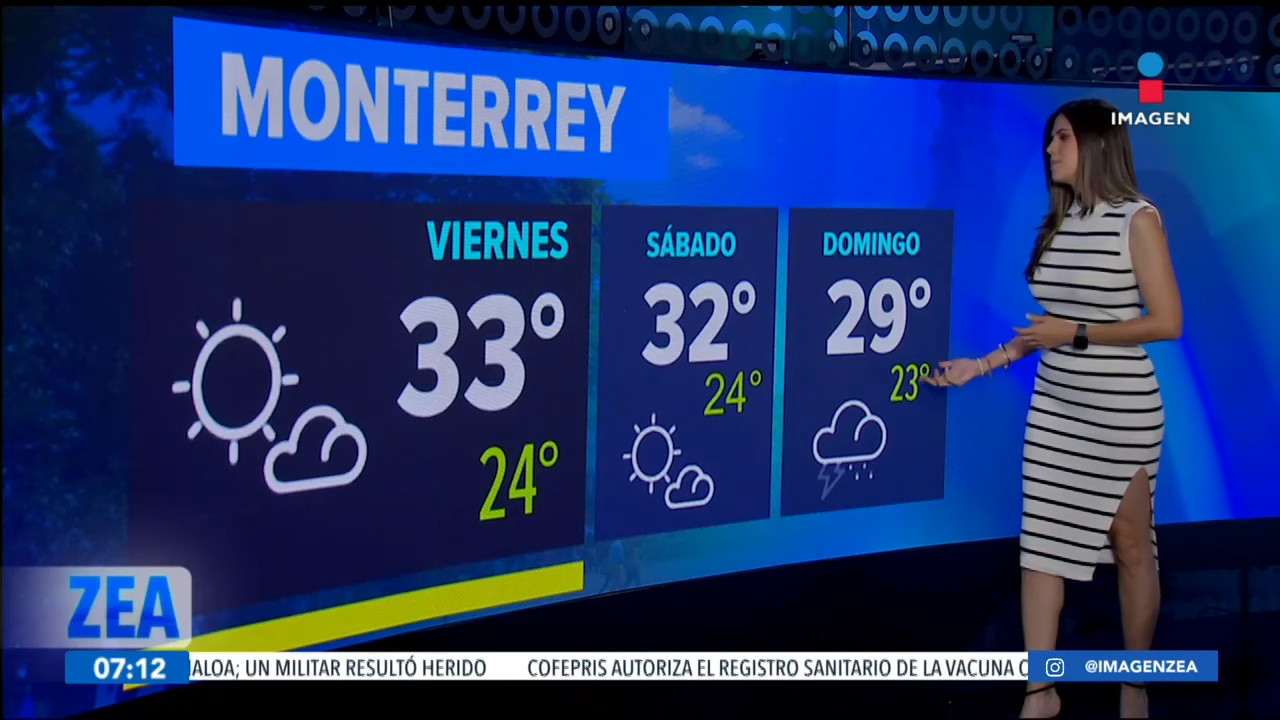 MONTERREY
IMAGEN
VIERNES
33°
24°
SÁBADO
32°
24°
DOMINGO
29°
23°
ZEA
07:12
ALOA; UN MILITAR RESULTÓ HERIDO COFEPRIS AUTORIZA EL REGISTRO SANITARIO DE LA VACUNA
@IMAGENZEA